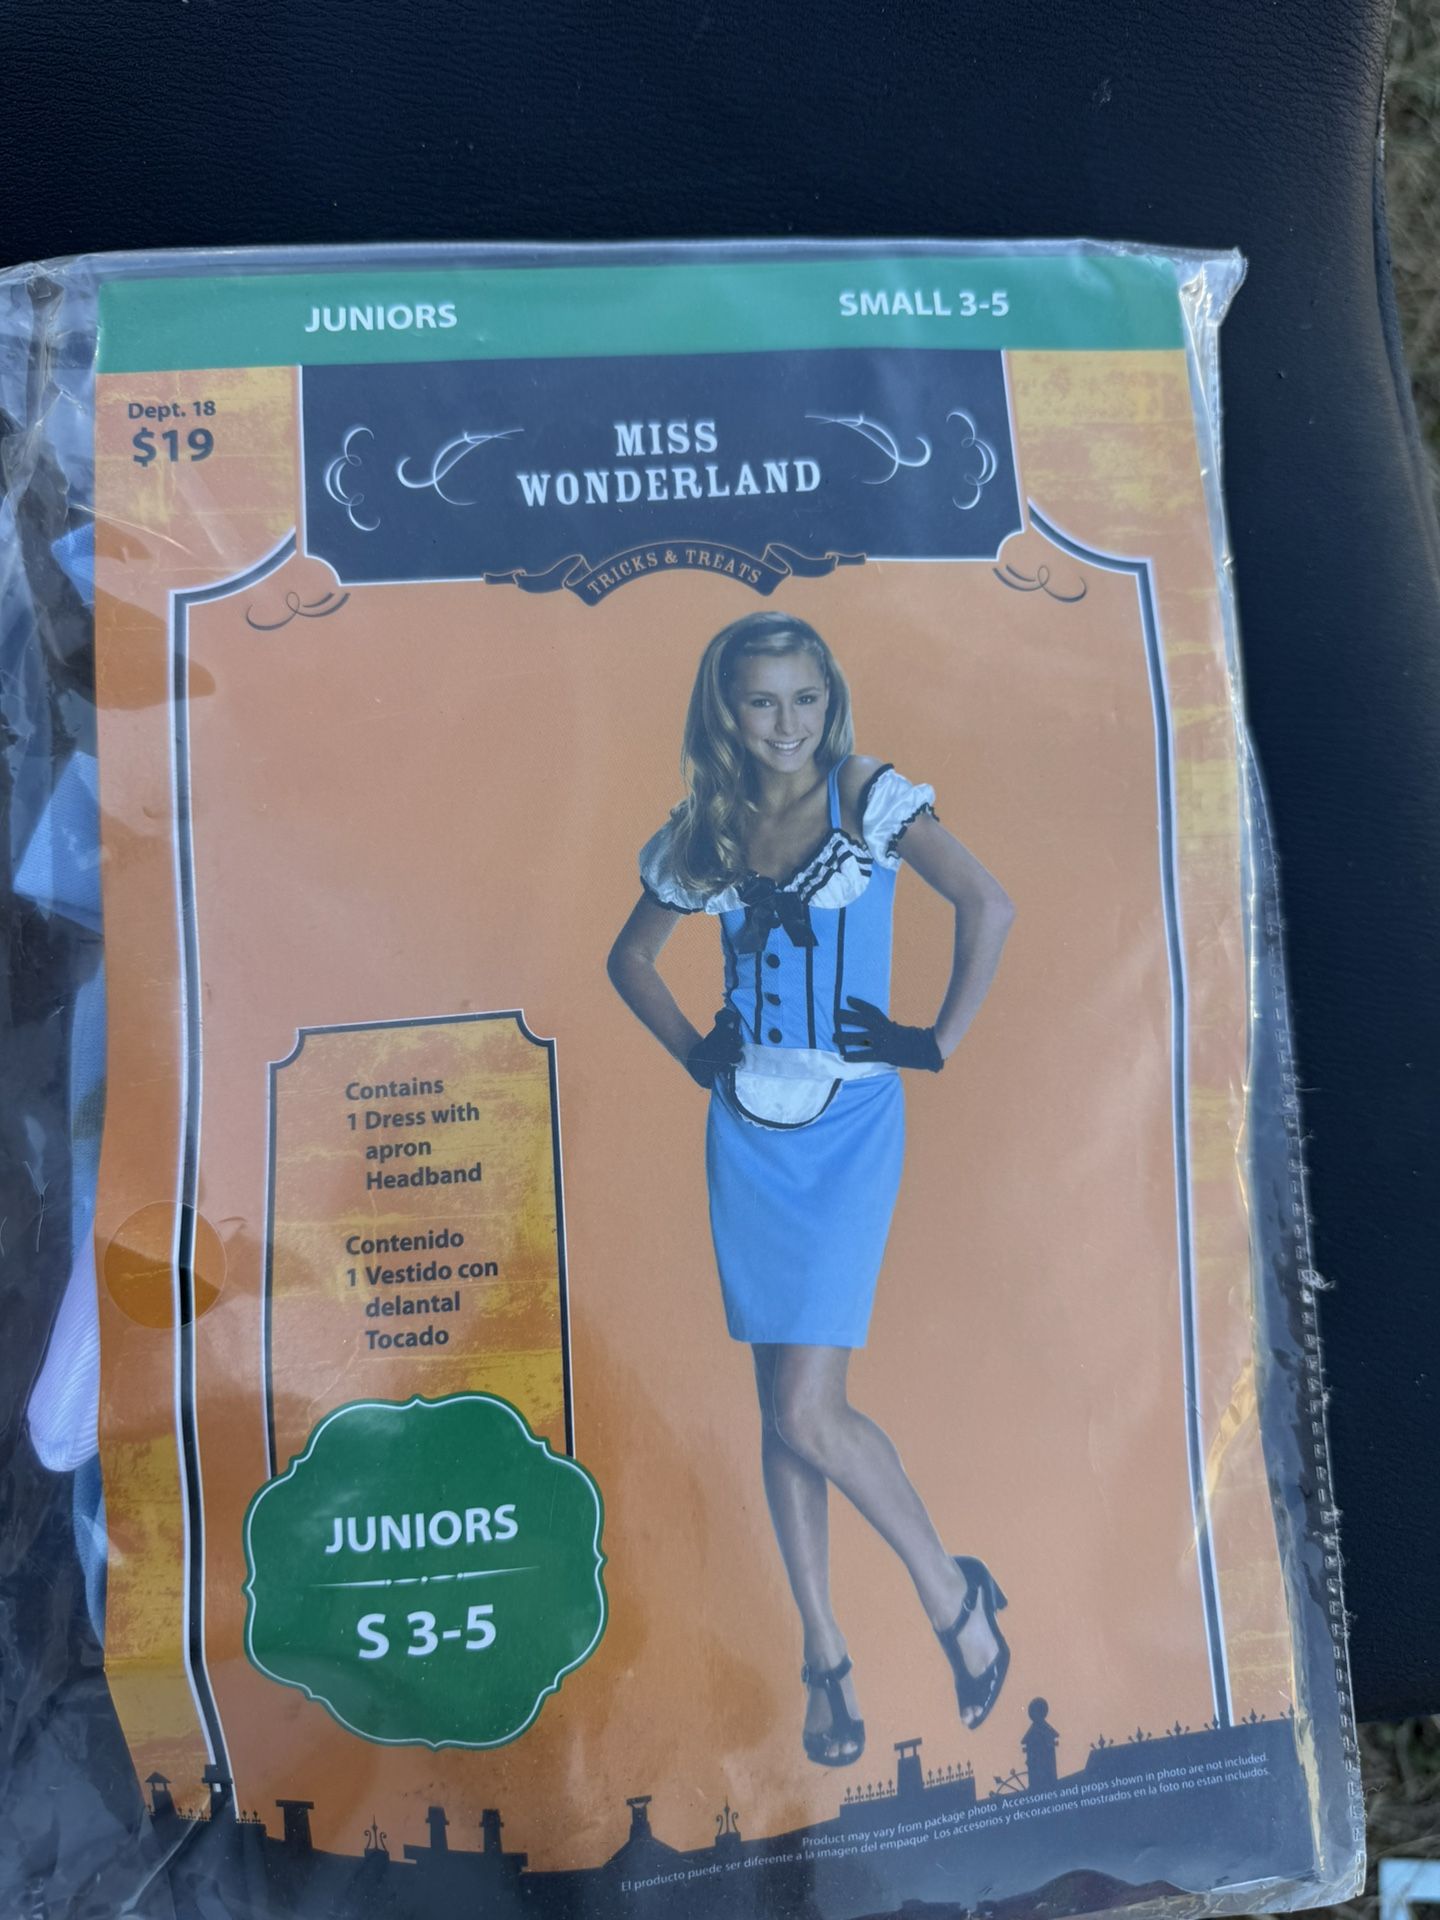 JUNIORS SMALL 3-5
Dept. 18
$19
MISS
WONDERLAND
TRICKS & TREATS
Contains
1 Dress with
apron
Headband
Contenido
1 Vestido con
delantal
Tocado
JUNIORS
S 3-5
Product may vary from package photo Accessories and props shown in photo are not included.
El producto puede ser diferente a la imagen del empaque Los accesorios y decoraciones mostrados en la foto no estan incluidos.